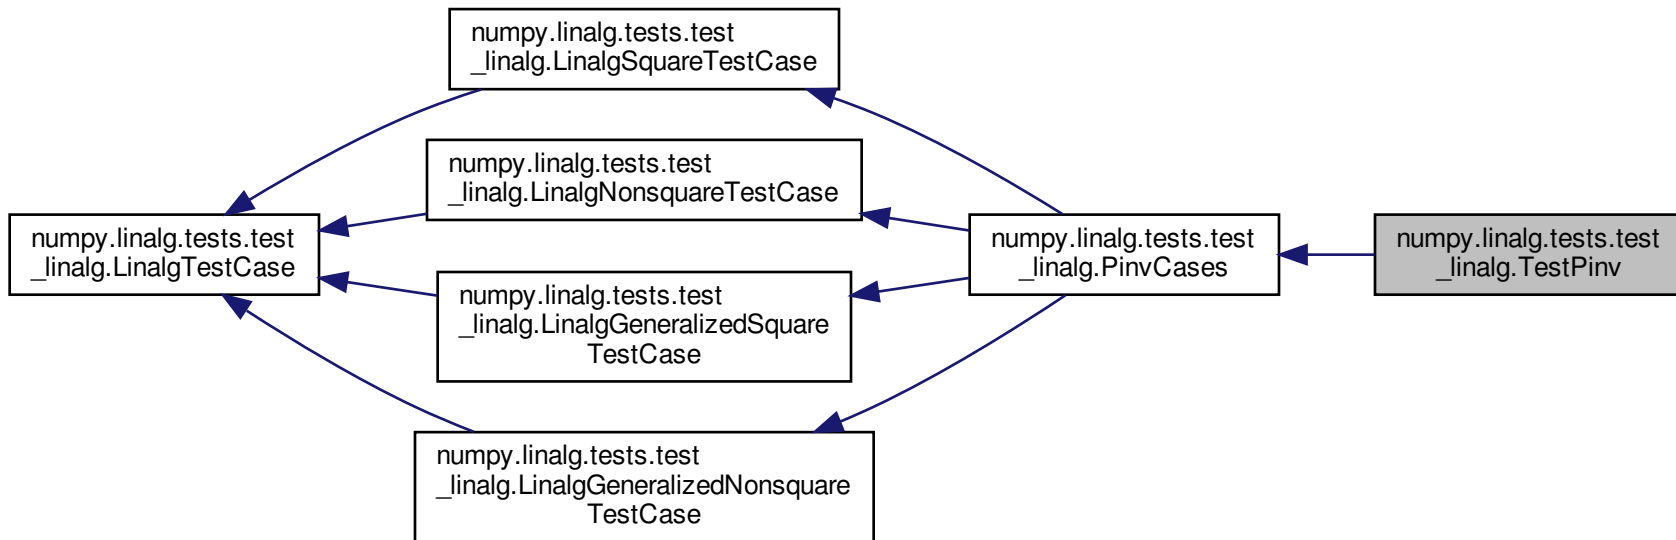 numpy.linalg.tests.test
_linalg.LinalgSquareTestCase
numpy.linalg.tests.test
_linalg.LinalgNonsquareTestCase
numpy.linalg.tests.test
_linalg.LinalgTestCase
numpy.linalg.tests.test
_linalg.PinvCases
numpy.linalg.tests.test
_linalg.TestPinv
numpy.linalg.tests.test
_linalg.LinalgGeneralizedSquare
TestCase
numpy.linalg.tests.test
_linalg.LinalgGeneralizedNonsquare
TestCase